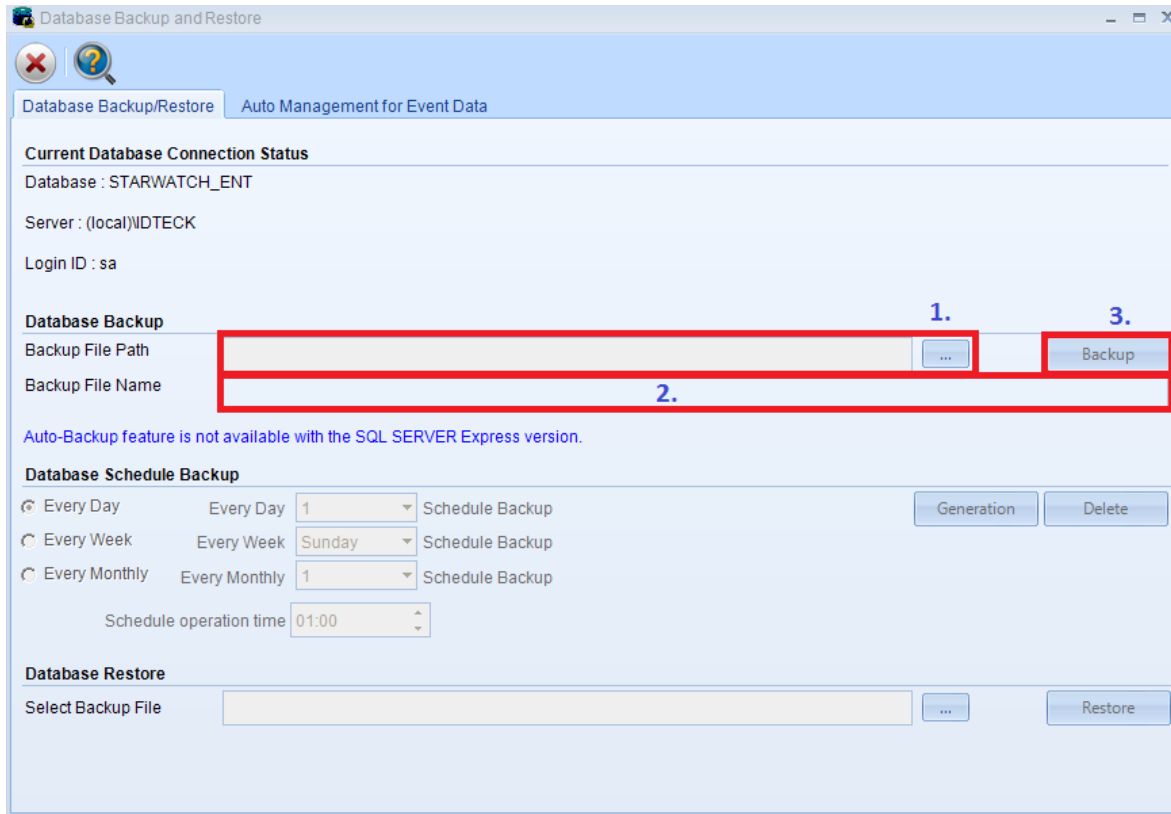 Database Backup and Restore
Database Backup/Restore Auto Management for Event Data
Current Database Connection Status
Database : STARWATCH_ENT
Server : (local)\IDTECK
Login ID : sa
1. 3.
Database Backup
Backup File Path ... Backup
Backup File Name 2.
Auto-Backup feature is not available with the SQL SERVER Express version.
Database Schedule Backup
Every Day Every Day 1 Schedule Backup Generation Delete
Every Week Every Week Sunday Schedule Backup
Every Monthly Every Monthly 1 Schedule Backup
Schedule operation time 01:00
Database Restore
Select Backup File ... Restore